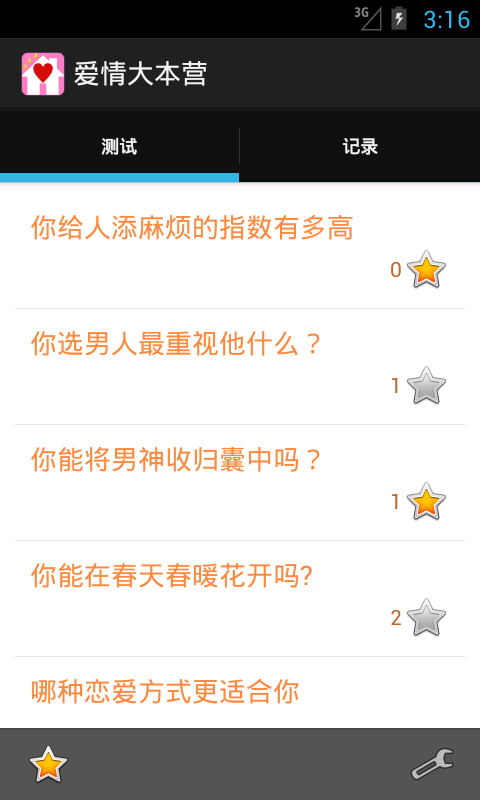 3G 3:16
爱情大本营
测试 记录
你给人添麻烦的指数有多高
0
你选男人最重视他什么？
1
你能将男神收归囊中吗？
1
你能在春天春暖花开吗?
2
哪种恋爱方式更适合你